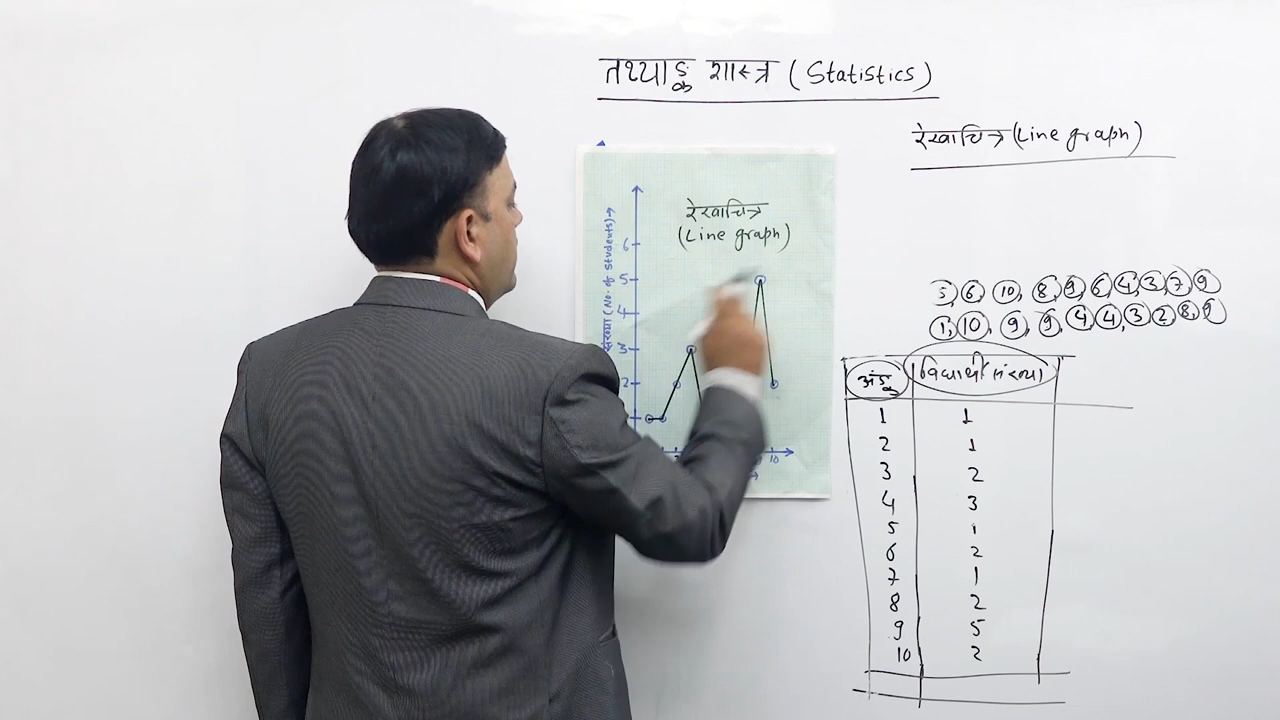 तथ्याङ्क शास्त्र (Statistics)
रेखाचित्र (Line graph)
रेखाचित्र
(Line graph)
संख्या (No. of Students)→
6
5
4
3
2
10
5, 6, 10, 8, 9, 6, 4, 3, 7, 9
1, 10, 9, 9, 4, 4, 3, 2, 8, 9
अंङ्क विद्यार्थी संख्या
1 1
2 1
3 2
4 3
5 1
6 2
7 1
8 2
9 5
10 2